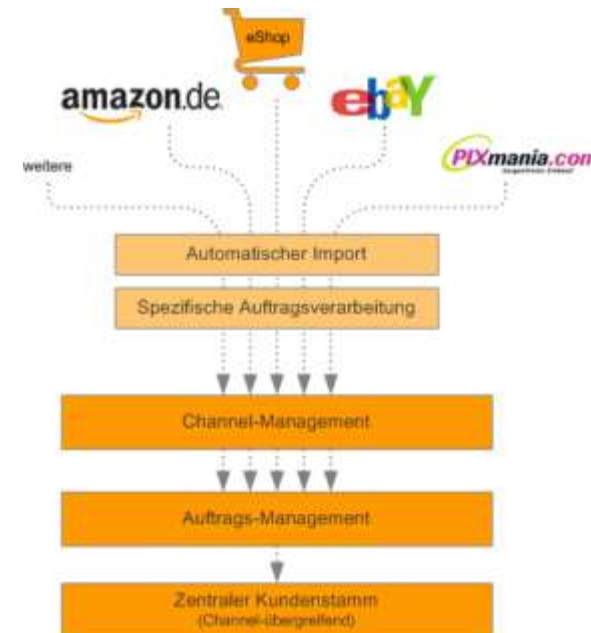 eShop
amazon.de
ebaY
weitere
PIXmania.com
Automatischer Import
Spezifische Auftragsverarbeitung
Channel-Management
Auftrags-Management
Zentraler Kundenstamm
(Channel-übergreifend)